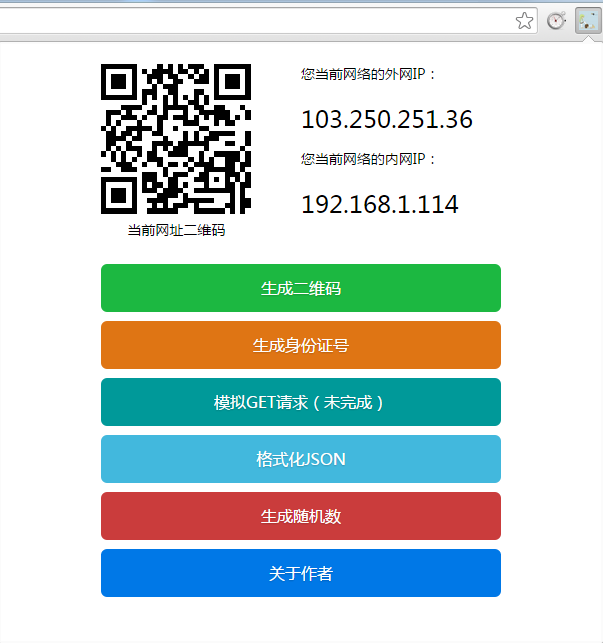 您当前网络的外网IP：
103.250.251.36
您当前网络的内网IP：
192.168.1.114
当前网址二维码
生成二维码
生成身份证号
模拟GET请求（未完成）
格式化JSON
生成随机数
关于作者